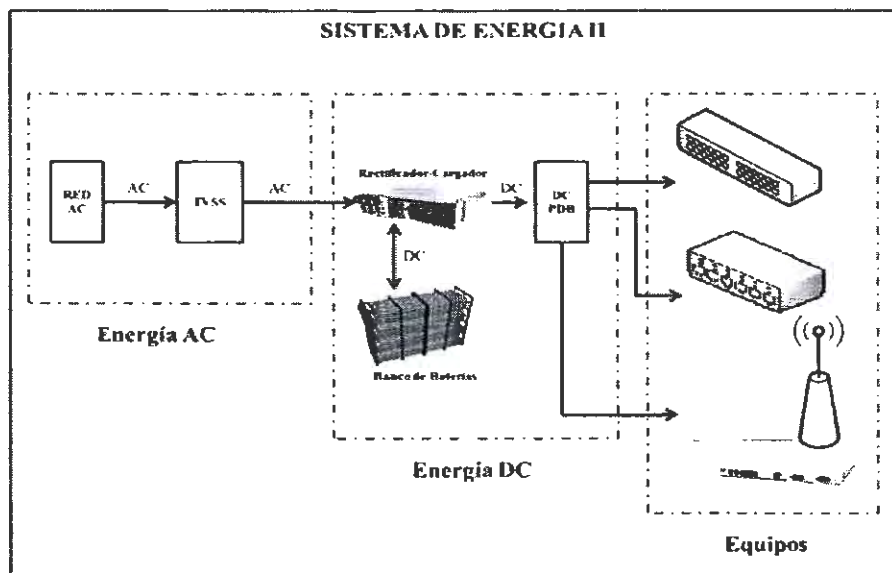 SISTEMA DE ENERGIA II
RED
AC
AC
TVSS
AC
Rectificador-Cargador
DC
DC
PDB
DC
Banco de Baterias
Energía AC
Energía DC
Equipos